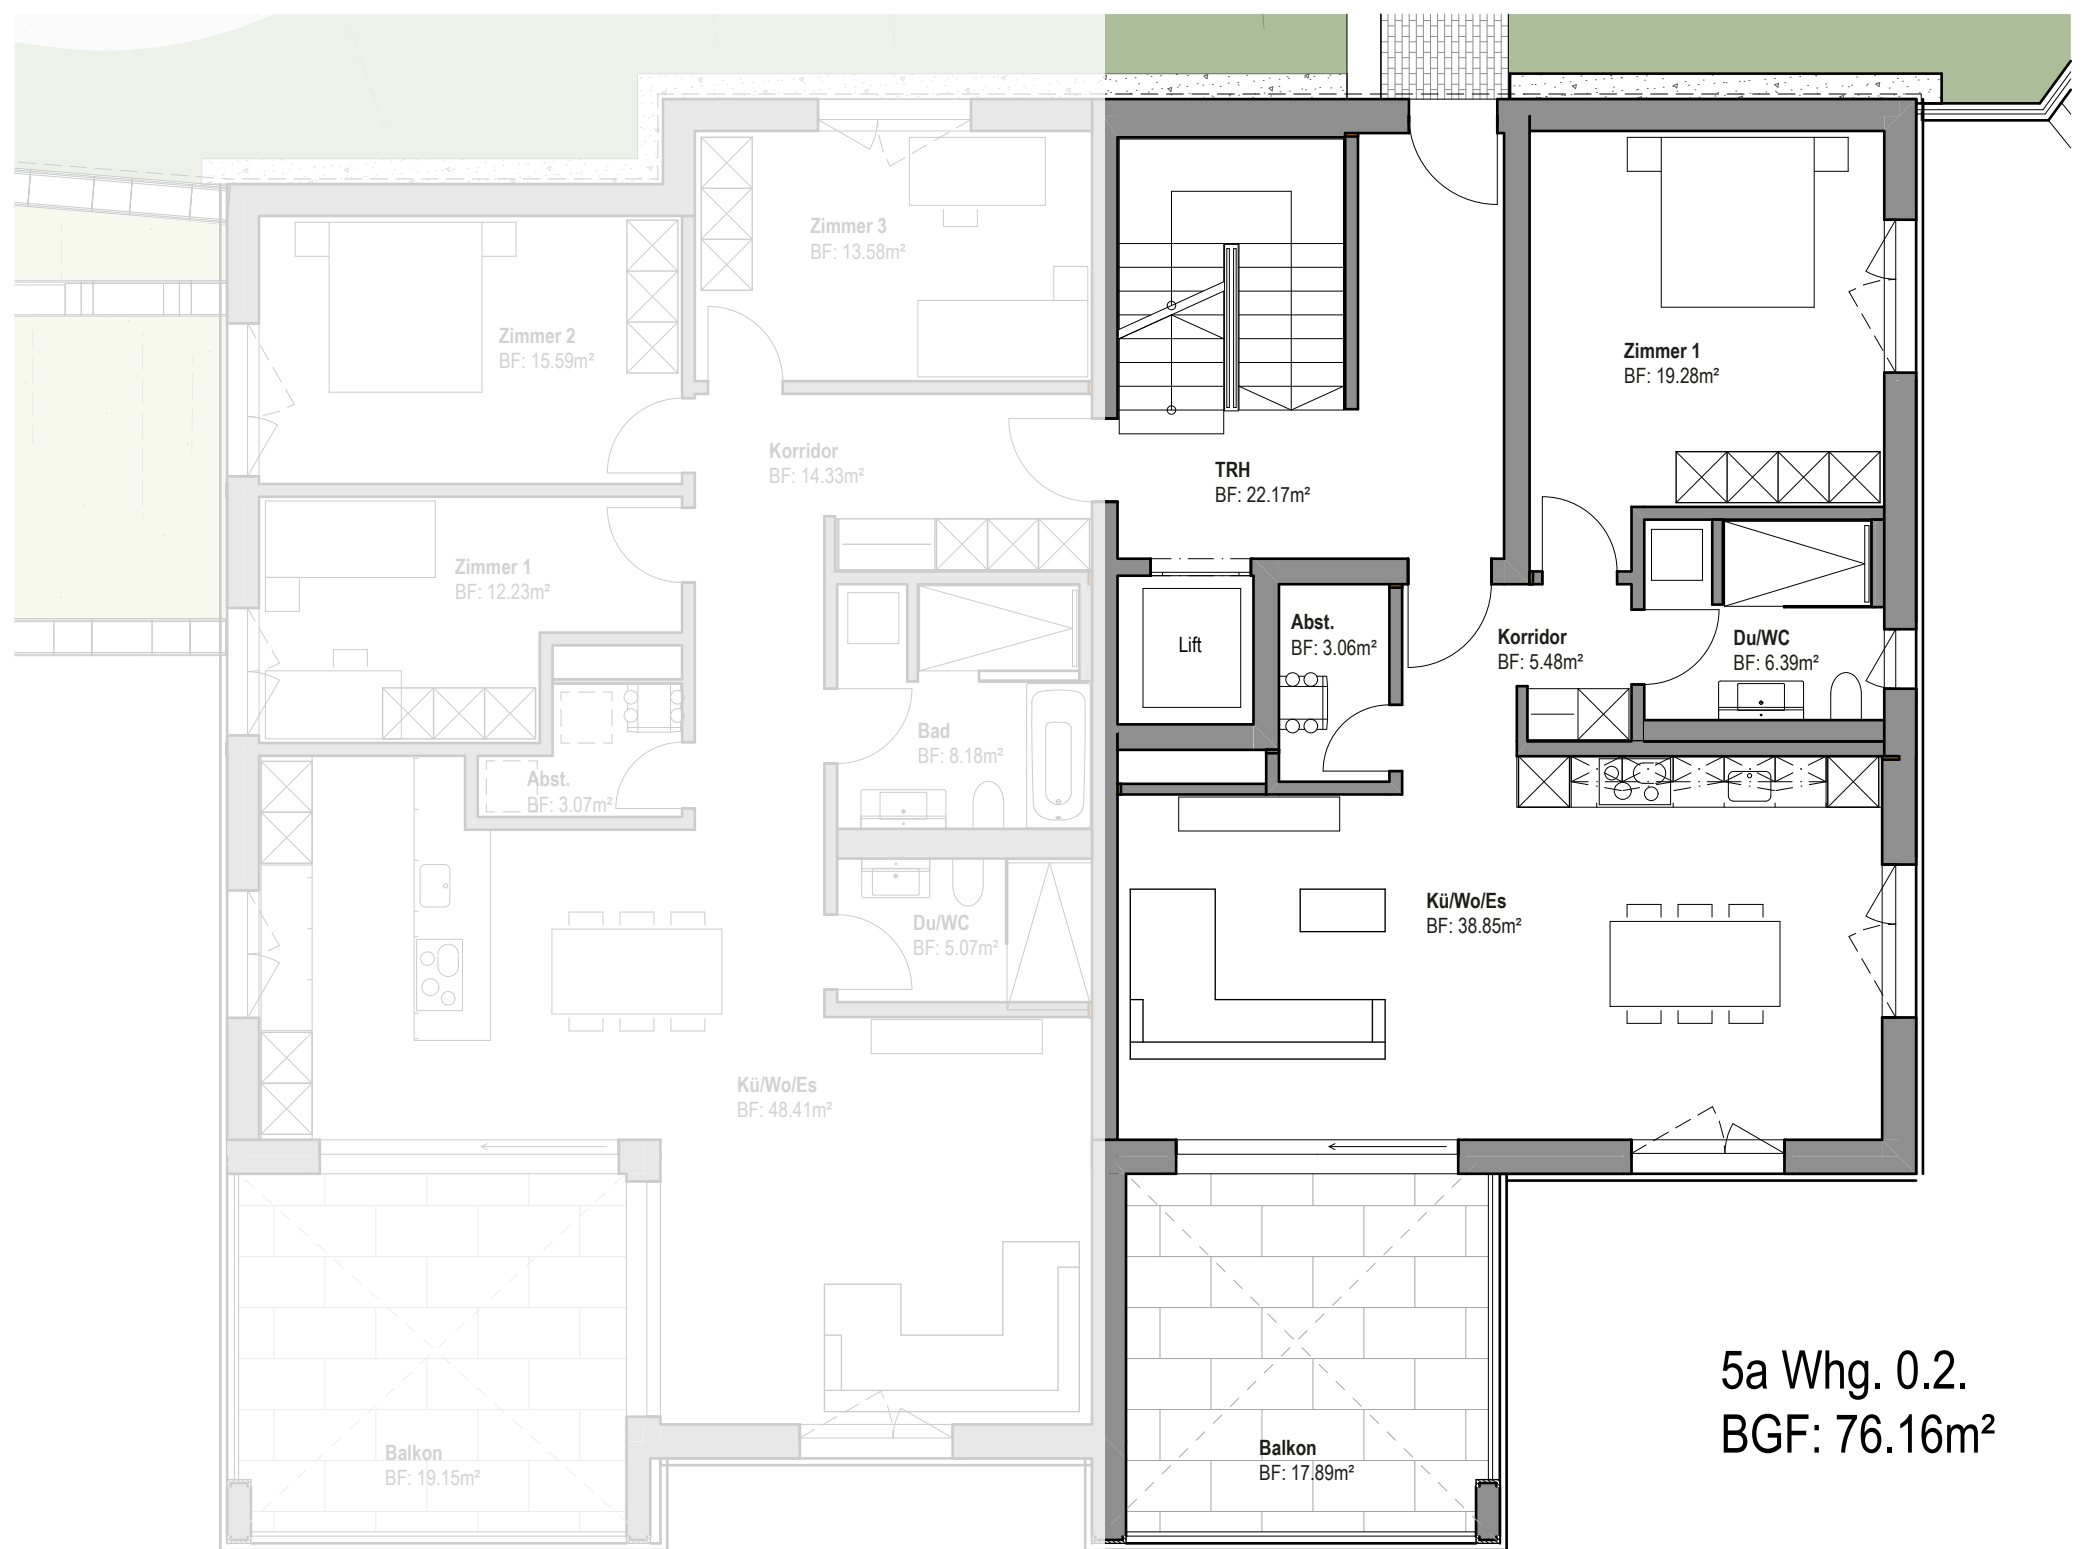 Zimmer 3
BF: 13.58m²
Zimmer 2
BF: 15.59m²
Zimmer 1
BF: 19.28m²
Korridor
BF: 14.33m²
TRH
BF: 22.17m²
Zimmer 1
BF: 12.23m²
Lift
Abst.
BF: 3.06m²
Korridor
BF: 5.48m²
Du/WC
BF: 6.39m²
Bad
BF: 8.18m²
Abst.
BF: 3.07m²
Du/WC
BF: 5.07m²
Kü/Wo/Es
BF: 38.85m²
Kü/Wo/Es
BF: 48.41m²
Balkon
BF: 19.15m²
Balkon
BF: 17.89m²
5a Whg. 0.2.
BGF: 76.16m²